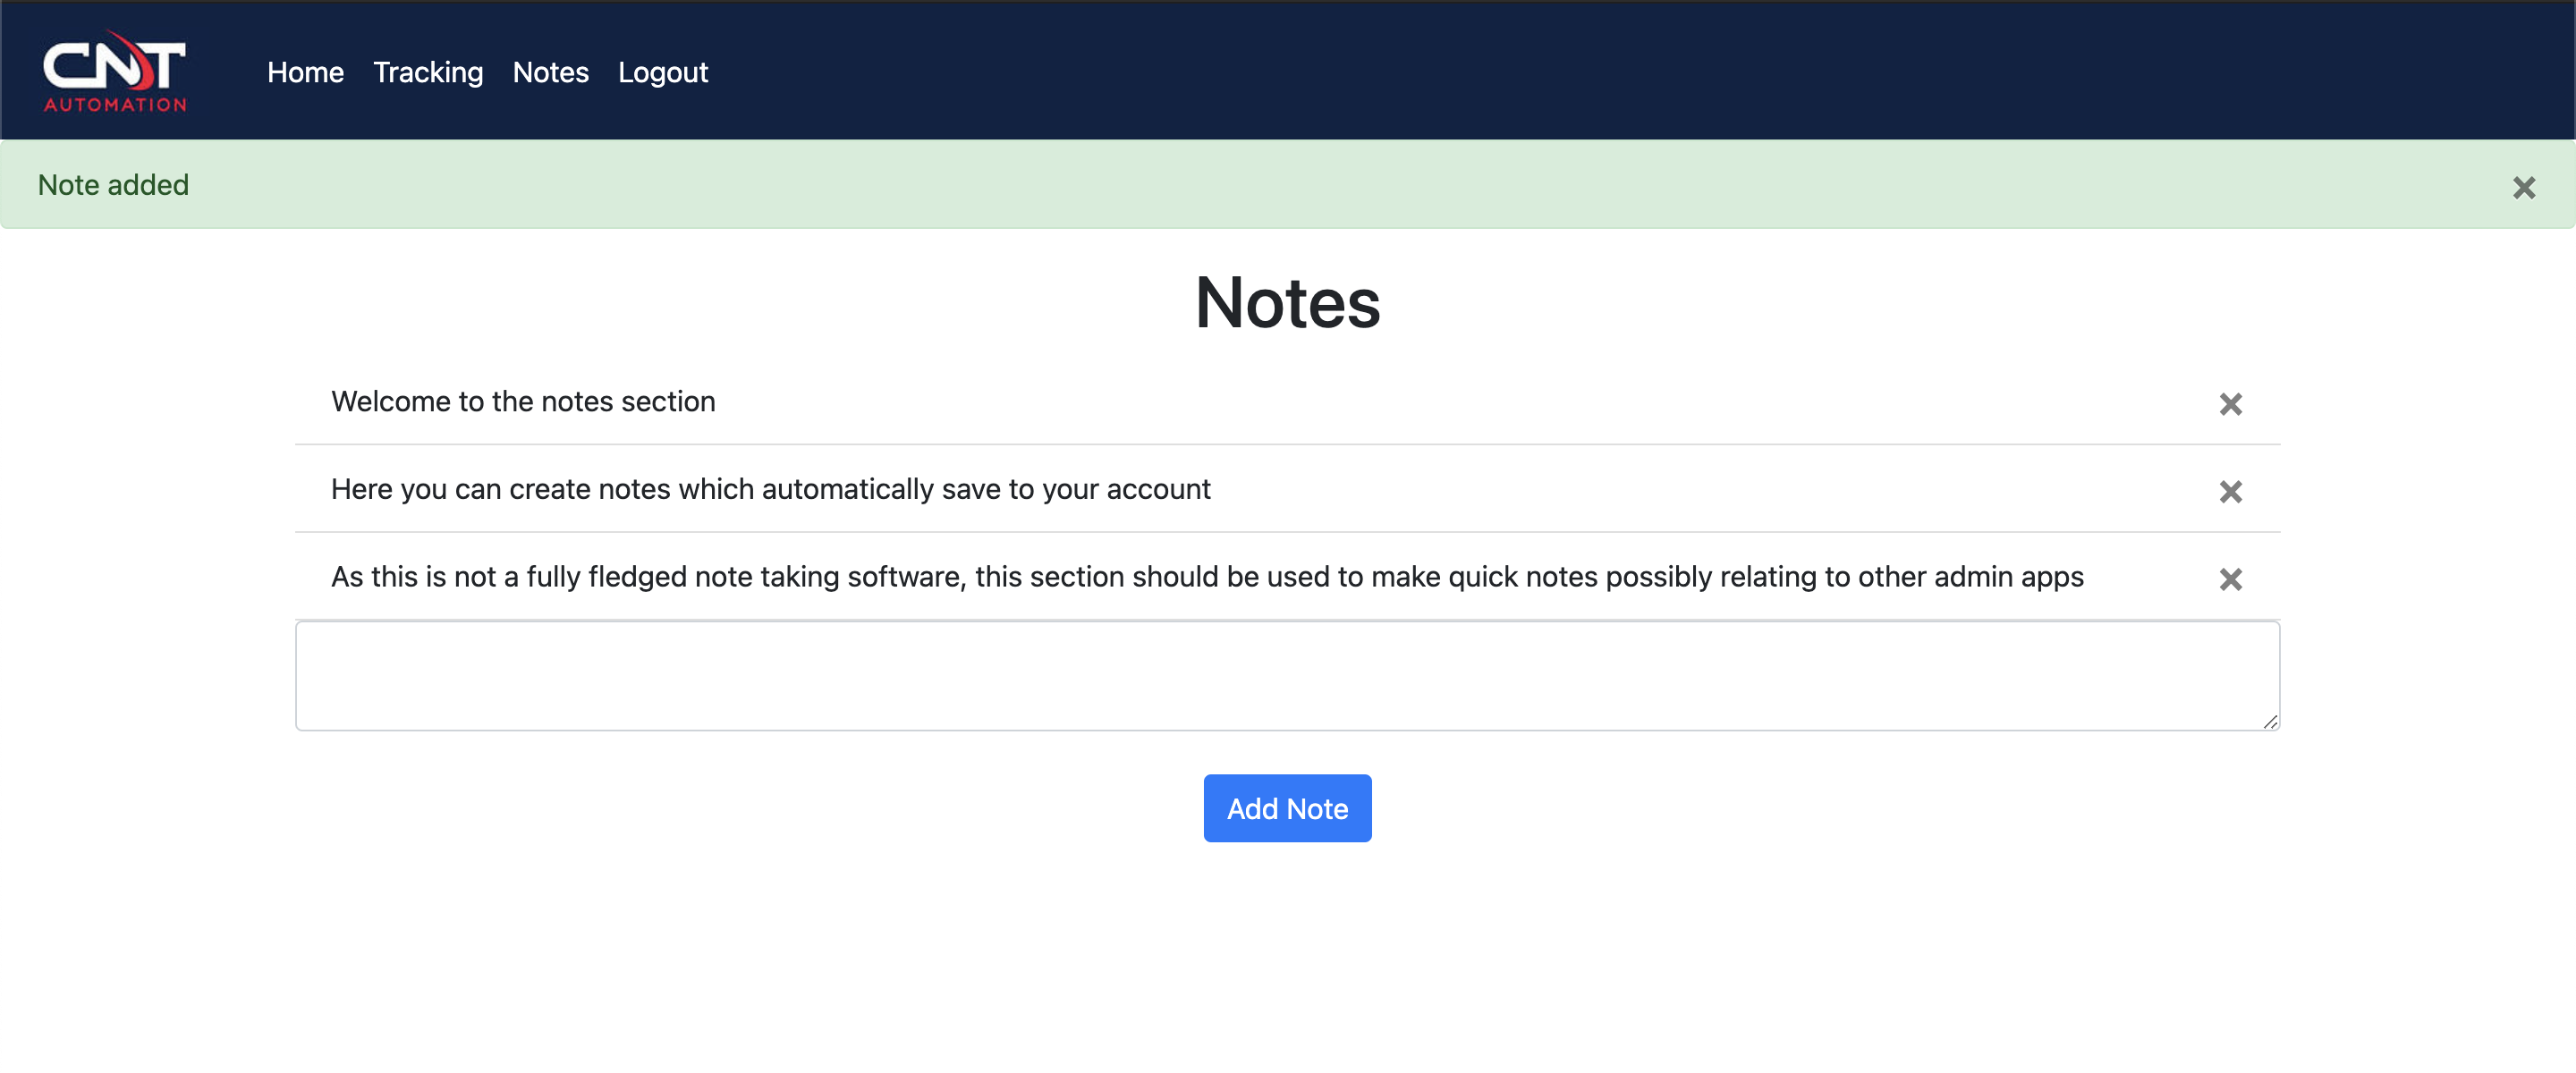 CNT
AUTOMATION
Home Tracking Notes Logout
Note added
Notes
Welcome to the notes section
Here you can create notes which automatically save to your account
As this is not a fully fledged note taking software, this section should be used to make quick notes possibly relating to other admin apps
Add Note